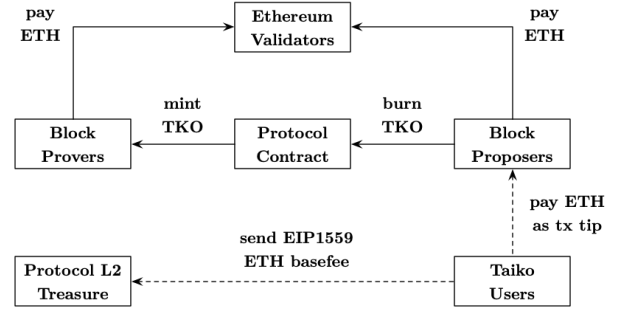 pay
ETH
Ethereum
Validators
pay
ETH
mint
TKO
burn
TKO
Block
Provers
Protocol
Contract
Block
Proposers
pay ETH
as tx tip
send EIP1559
ETH basefee
Protocol L2
Treasure
Taiko
Users